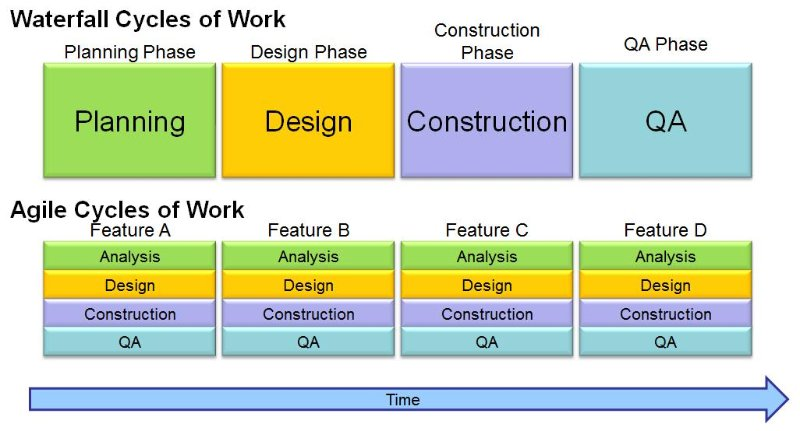 Waterfall Cycles of Work
Planning Phase
Design Phase
Construction
Phase
QA Phase
Planning
Design
Construction
QA
Agile Cycles of Work
Feature A
Feature B
Feature C
Feature D
Analysis
Analysis
Analysis
Analysis
Design
Design
Design
Design
Construction
Construction
Construction
Construction
QA
QA
QA
QA
Time